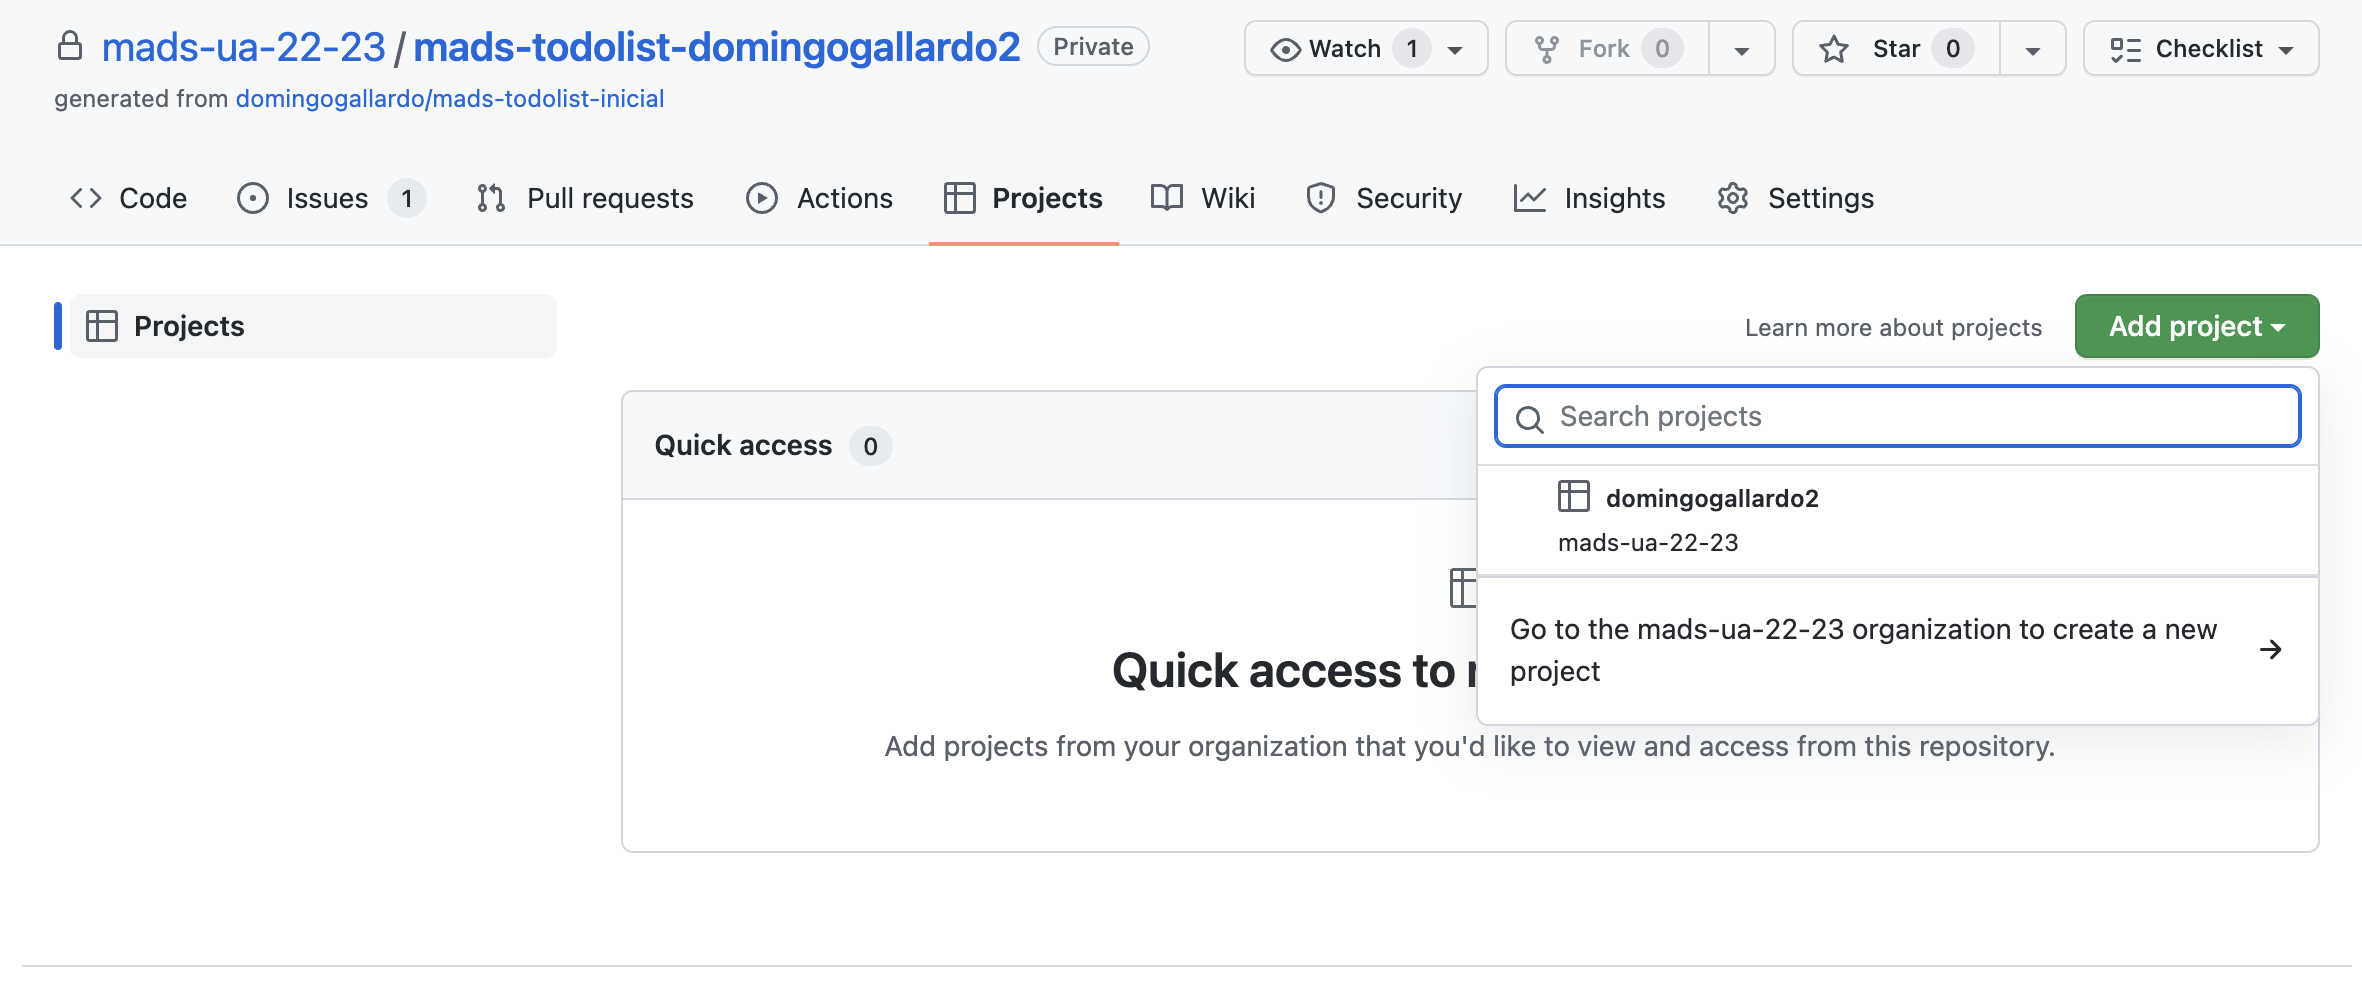 mads-ua-22-23/mads-todolist-domingogallardo2 Private Watch 1 Fork 0 Star 0 Checklist
generated from domingogallardo/mads-todolist-inicial
Code Issues 1 Pull requests Actions Projects Wiki Security Insights Settings
Projects
Learn more about projects
Add project
Search projects
Quick access 0
domingogallardo2
mads-ua-22-23
Go to the mads-ua-22-23 organization to create a new
project
Quick access to
Add projects from your organization that you'd like to view and access from this repository.